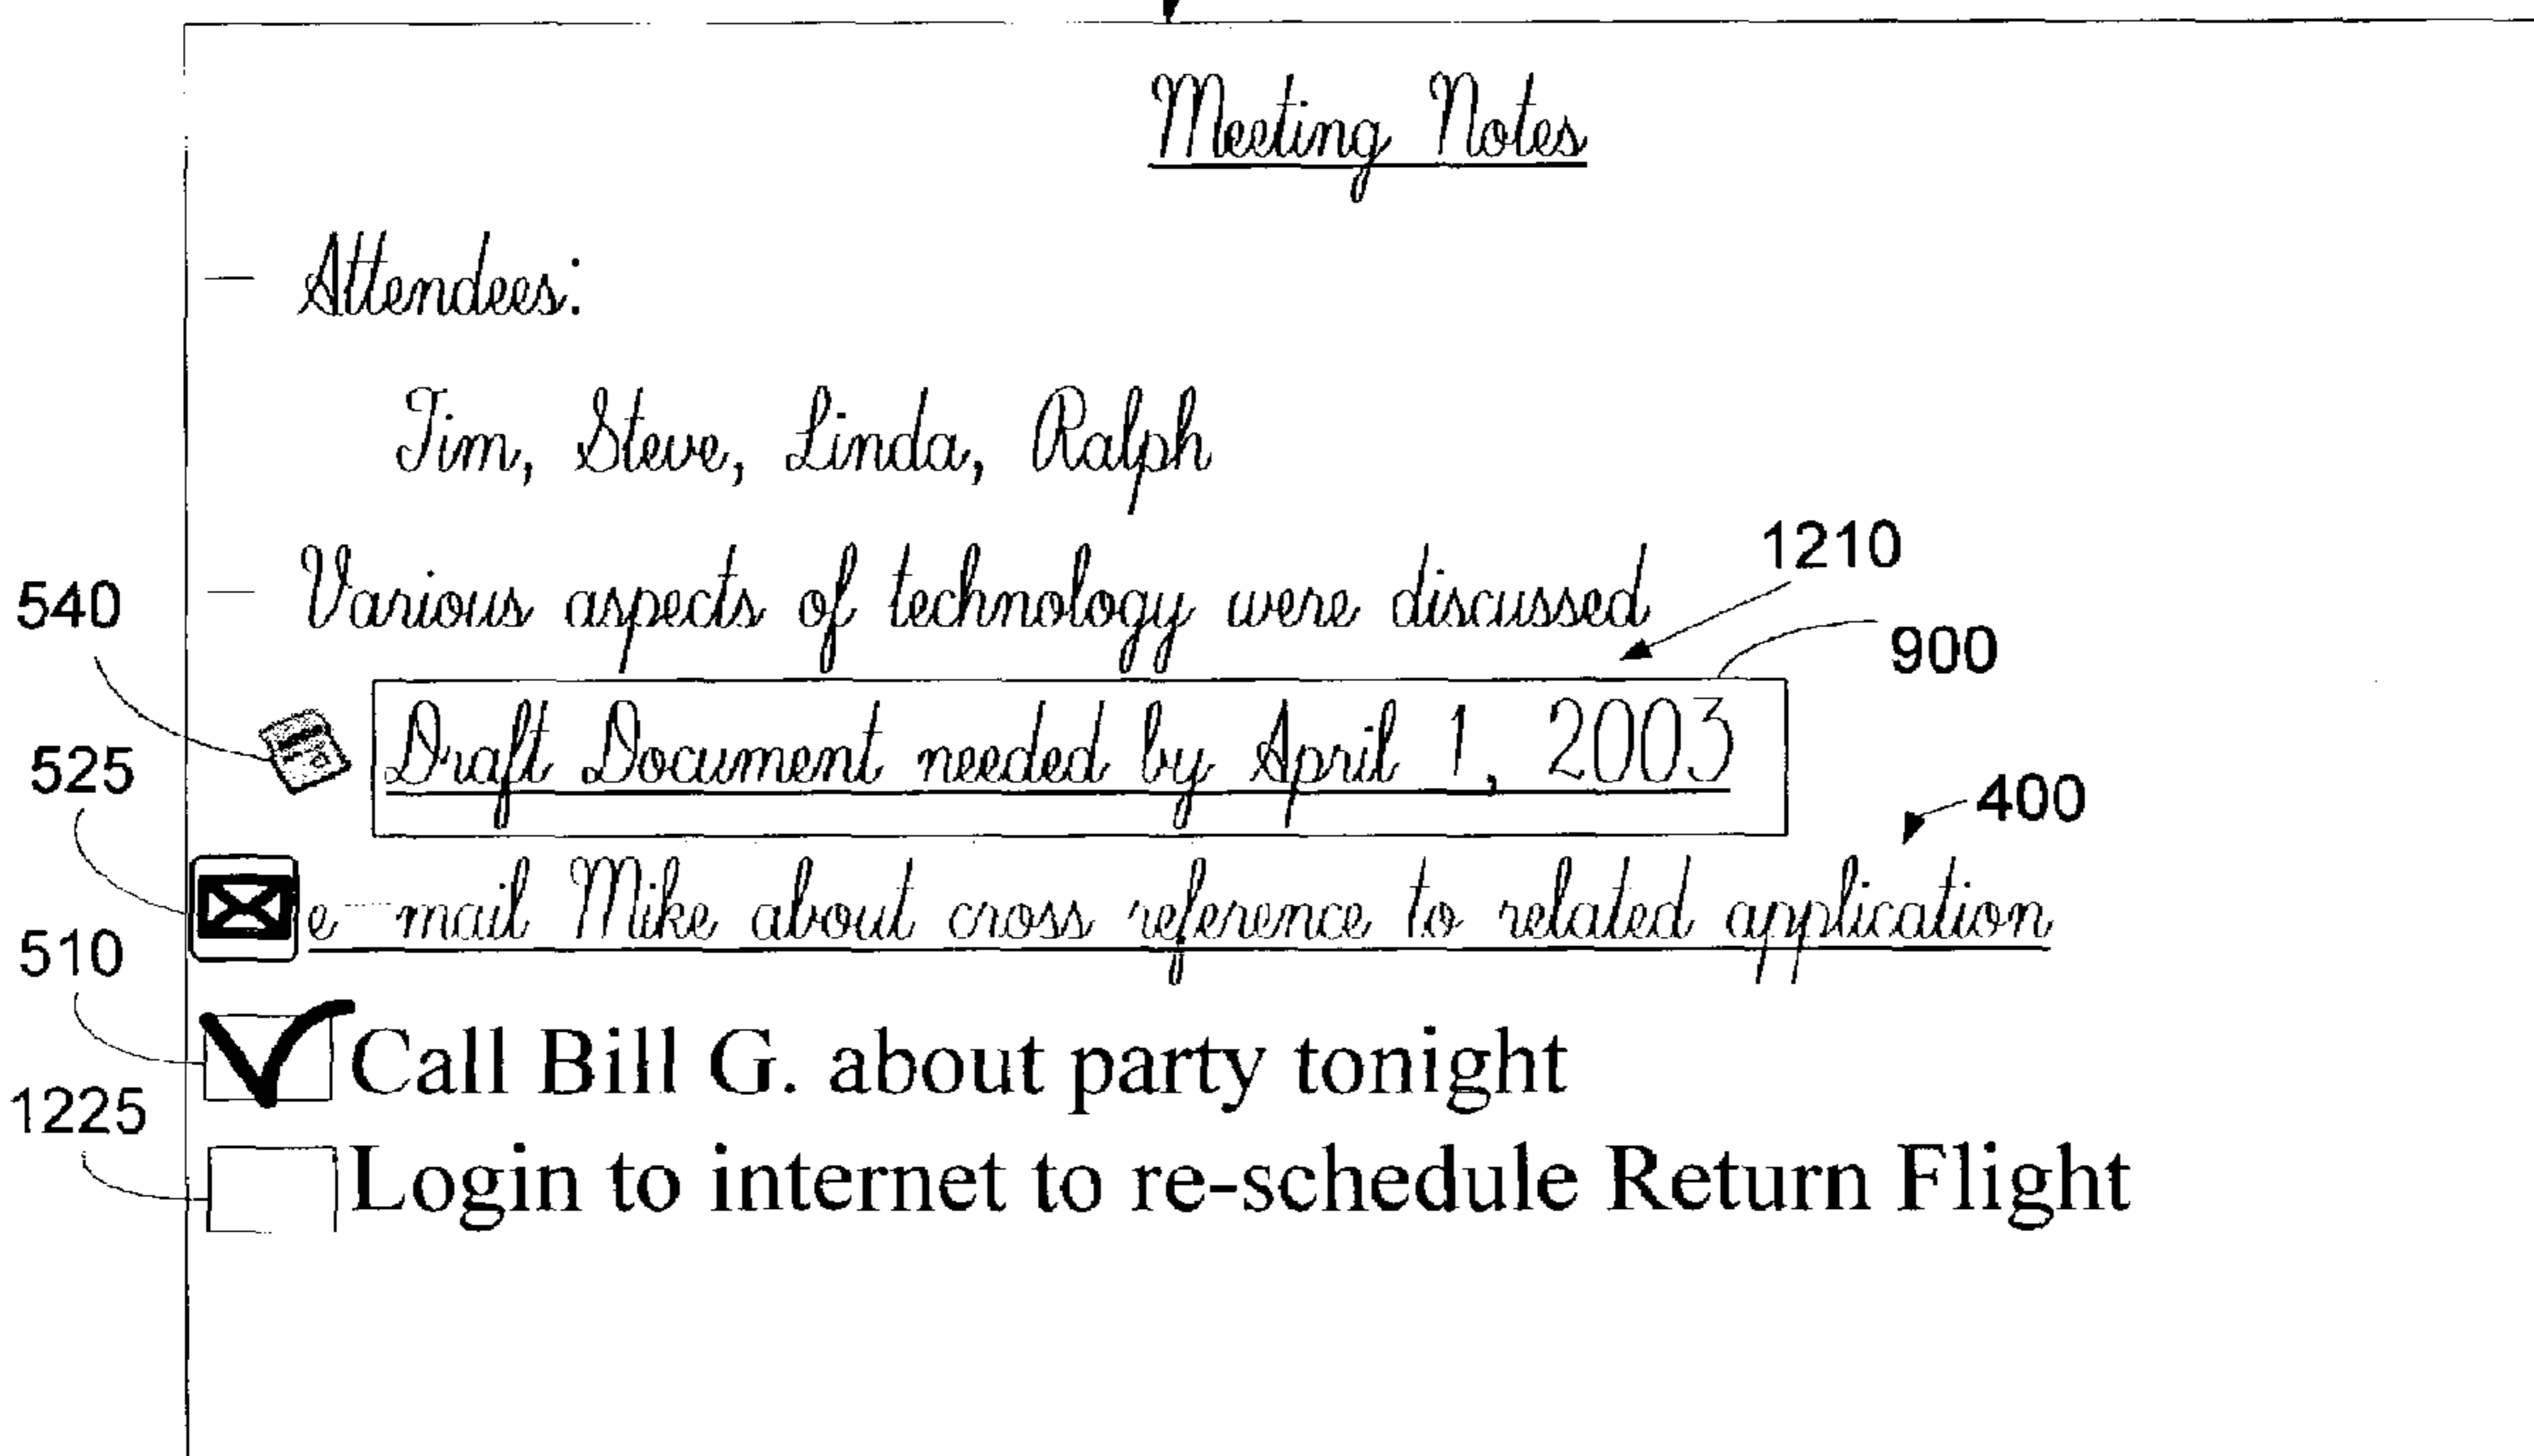 Meeting Notes
Attendees:
Tim, Steve, Linda, Ralph
1210
540
Various aspects of technology were discussed
900
525
Draft Document needed by April 1, 2003
400
e-mail Mike about cross reference to related application
510
Call Bill G. about party tonight
1225
Login to internet to re-schedule Return Flight